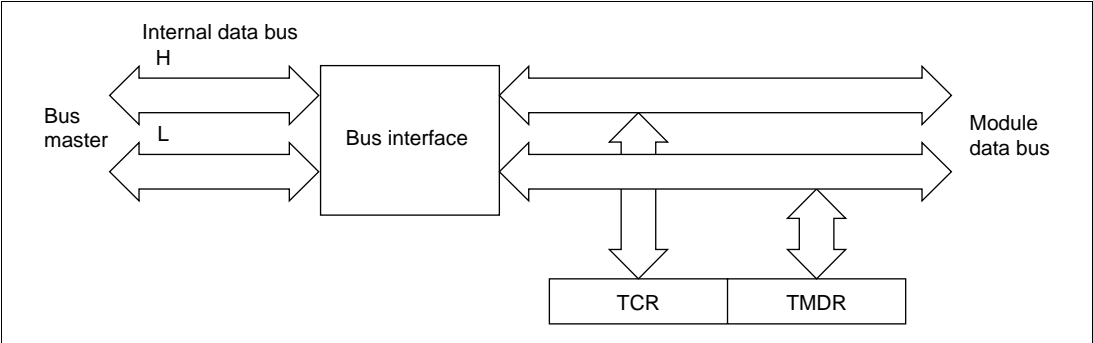 Internal data bus
H
Bus
master
L
Bus interface
Module
data bus
TCR
TMDR